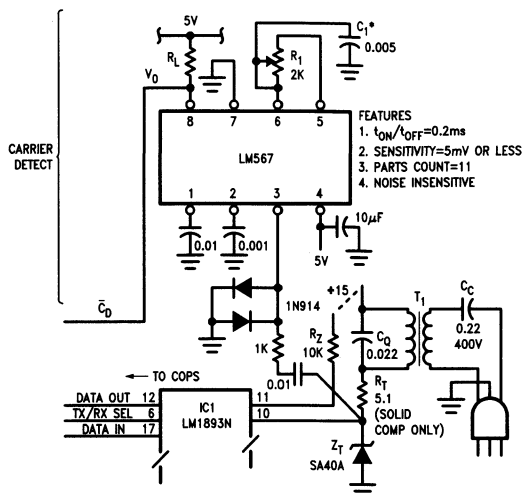 5V
C₁*
0.005
R_L
R₁
2K
V_O
8
7
6
5
CARRIER
DETECT
LM567
FEATURES
1. t_ON/t_OFF=0.2ms
2. SENSITIVITY=5mV OR LESS
3. PARTS COUNT=11
4. NOISE INSENSITIVE
1
2
3
4
0.01
0.001
10µF
5V
C̄_D
1N914
+15
T₁
C_C
0.22
400V
R_Z
10K
C_Q
0.022
1K
0.01
R_T
5.1
(SOLID
COMP ONLY)
← TO COPS
DATA OUT 12
TX/RX SEL 6
DATA IN 17
IC1
LM1893N
11
10
Z_T
SA40A